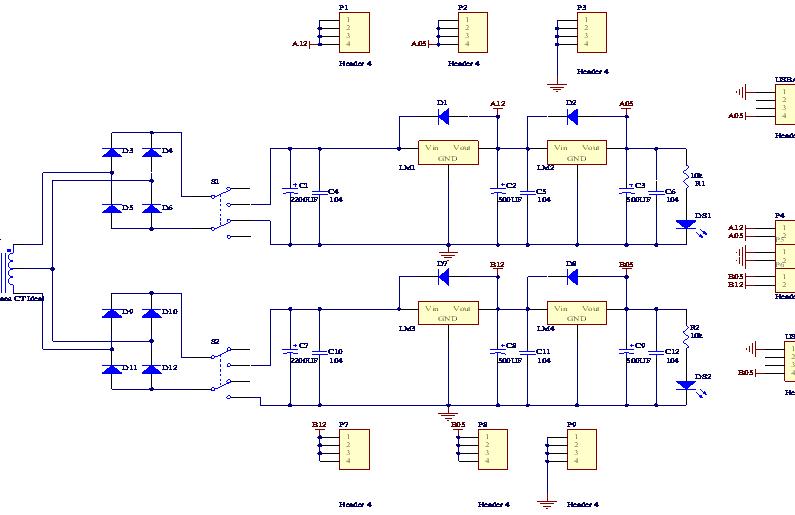 P1
1
2
3
4
A12
Header 4
P2
1
2
3
4
A05
Header 4
P3
1
2
3
4
Header 4
USBA
1
2
3
4
A05
D1
A12
D2
A05
D3
D4
D5
D6
S1
Vin Vout
GND
LM1
Vin Vout
GND
LM2
+ C1
2200UF
C4
104
+ C2
500UF
C5
104
+ C3
500UF
C6
104
10k
R1
DS1
P4
A12
A05
1
2
1
2
B05
B12
1
2
D7
B12
D8
B05
D9
D10
D11
D12
S2
Vin Vout
GND
LM3
Vin Vout
GND
LM4
+ C7
2200UF
C10
104
+ C8
500UF
C11
104
+ C9
500UF
C12
104
R2
10k
DS2
US
1
2
3
4
B05
B12
P7
1
2
3
4
Header 4
B05
P8
1
2
3
4
Header 4
P9
1
2
3
4
Header 4